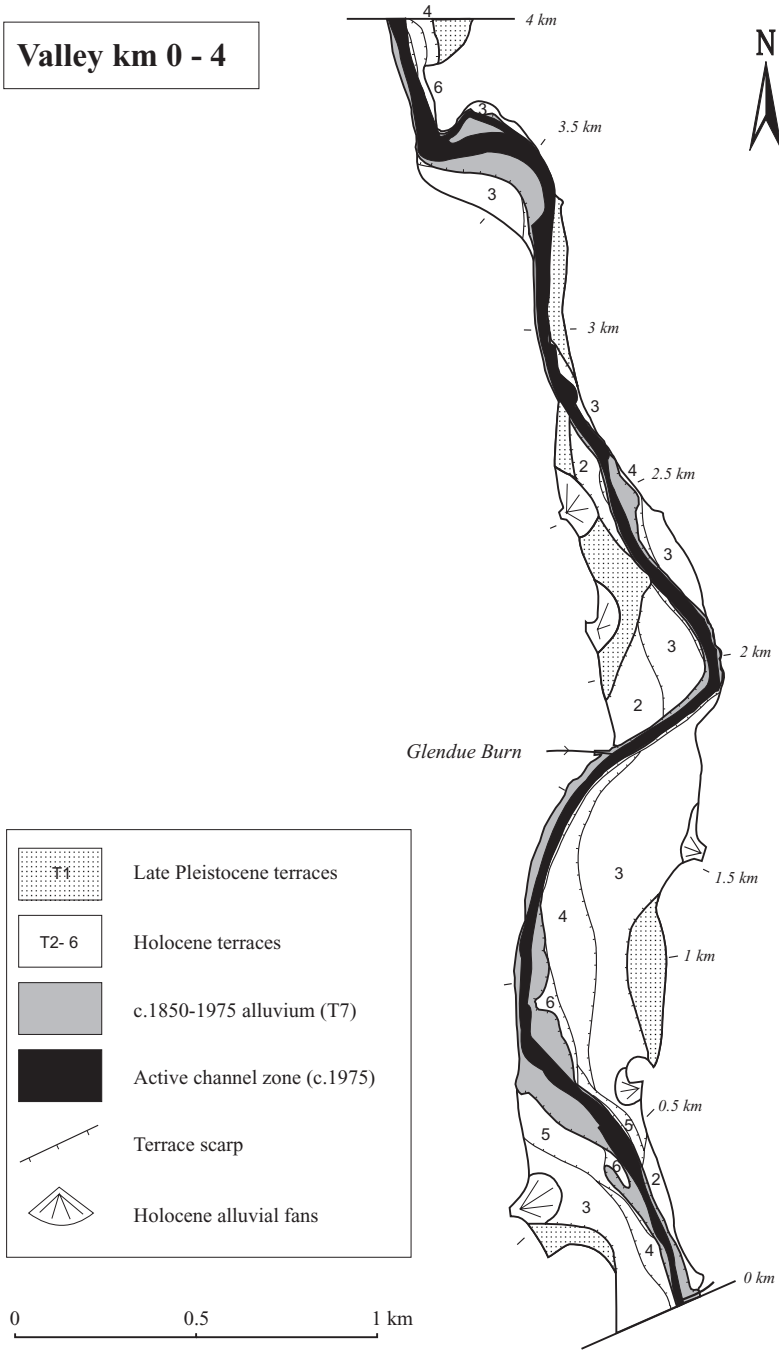 Valley km 0 - 4
4
4 km
N
6
3
3.5 km
3
3 km
3
2
4
2.5 km
3
3
2 km
2
Glendue Burn
3
1.5 km
4
1 km
6
0.5 km
5
5
6
2
3
4
0 km
T1 Late Pleistocene terraces
T2- 6 Holocene terraces
c.1850-1975 alluvium (T7)
Active channel zone (c.1975)
Terrace scarp
Holocene alluvial fans
0 0.5 1 km